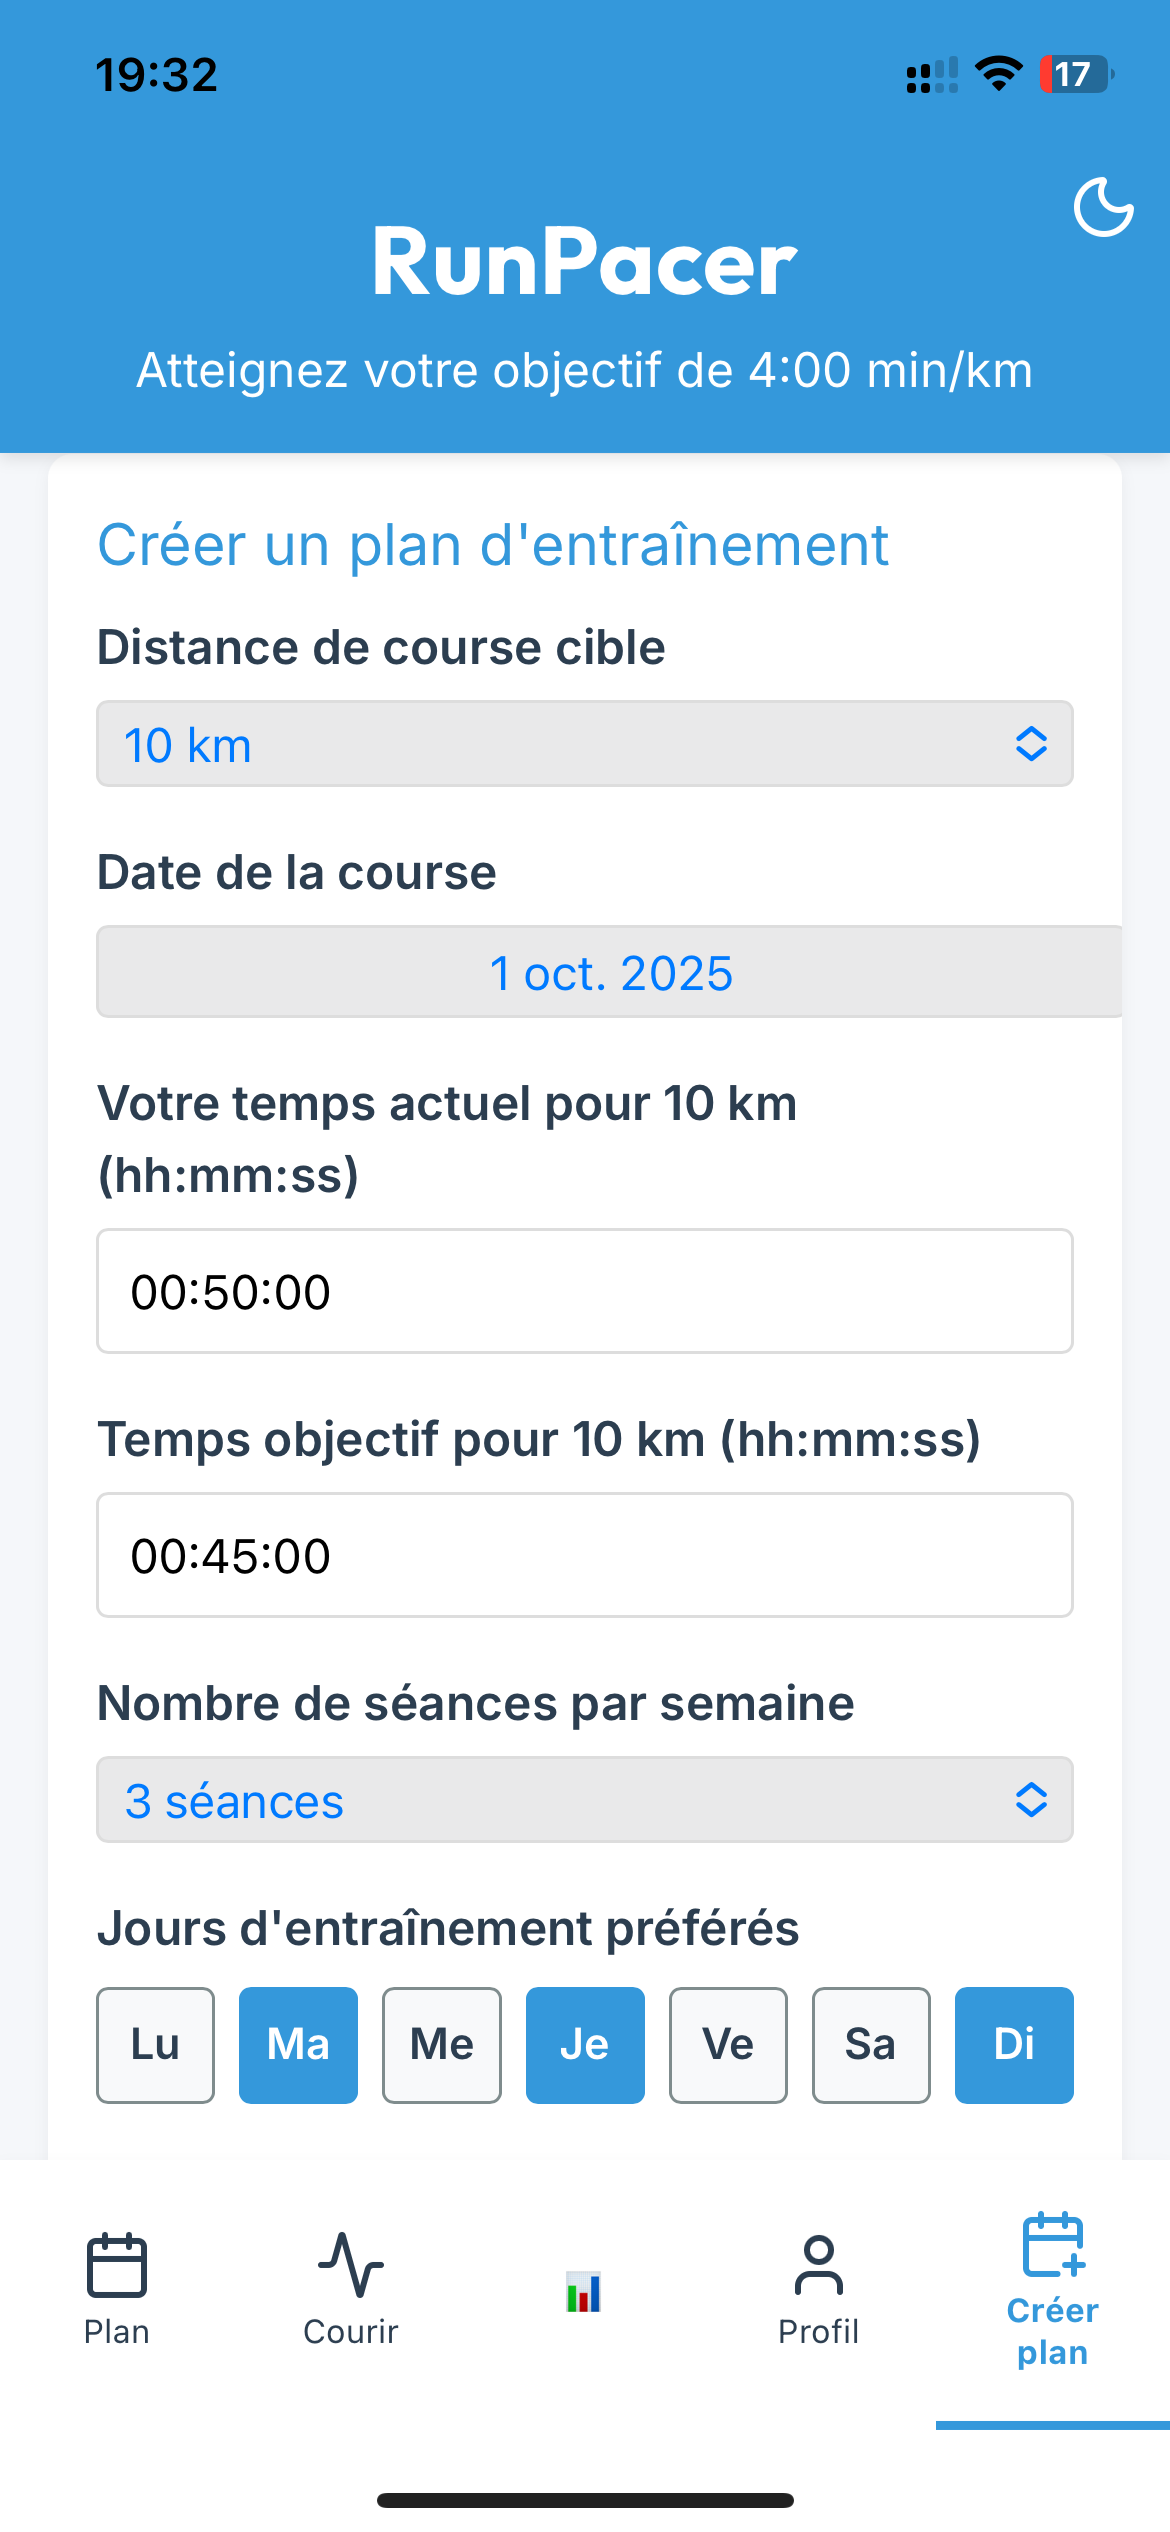 19:32
17
RunPacer
Atteignez votre objectif de 4:00 min/km
Créer un plan d'entraînement
Distance de course cible
10 km
Date de la course
1 oct. 2025
Votre temps actuel pour 10 km
(hh:mm:ss)
00:50:00
Temps objectif pour 10 km (hh:mm:ss)
00:45:00
Nombre de séances par semaine
3 séances
Jours d'entraînement préférés
Lu Ma Me Je Ve Sa Di
Plan Courir Profil Créer
plan